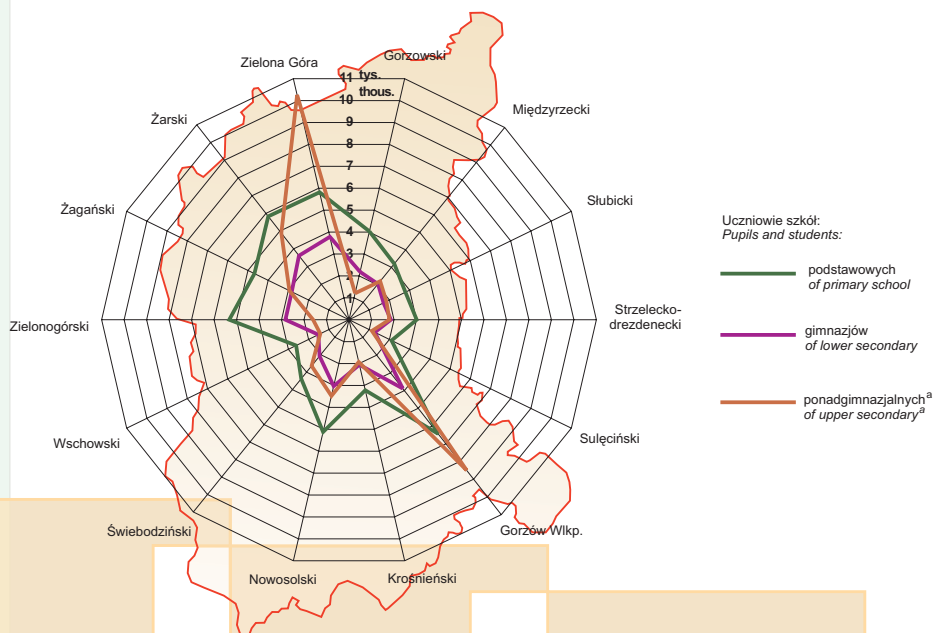 Zielona Góra
Gorzowski
11 tys.
thous.
10
9
8
7
6
5
4
3
2
1
Międzyrzecki
Słubicki
Strzelecko-
drezdenecki
Sulęciński
Gorzów Wlkp.
Krośnieński
Nowosolski
Świebodziński
Wschowski
Zielonogórski
Żagański
Żarski
Uczniowie szkół:
Pupils and students:
podstawowych
of primary school
gimnazjów
of lower secondary
ponadgimnazjalnychᵃ
of upper secondaryᵃ